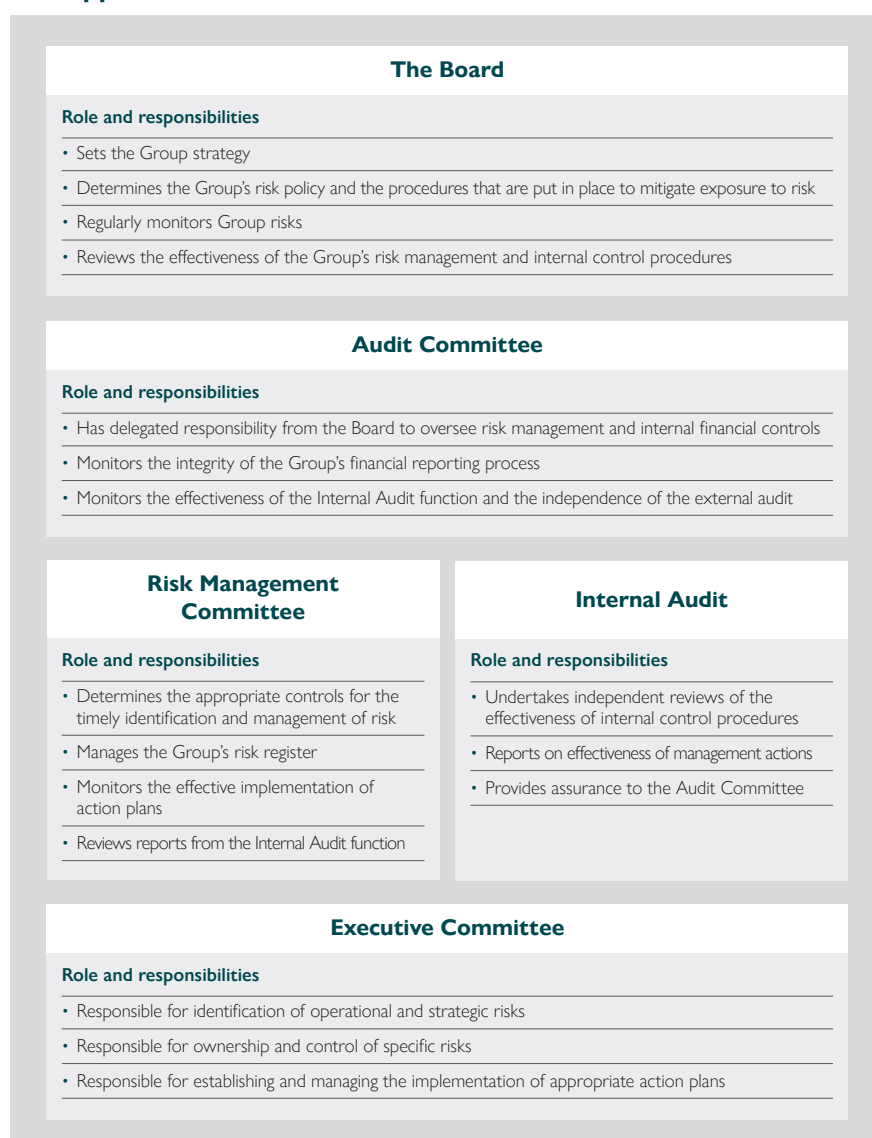 The Board
Role and responsibilities
• Sets the Group strategy
• Determines the Group's risk policy and the procedures that are put in place to mitigate exposure to risk
• Regularly monitors Group risks
• Reviews the effectiveness of the Group's risk management and internal control procedures
Audit Committee
Role and responsibilities
• Has delegated responsibility from the Board to oversee risk management and internal financial controls
• Monitors the integrity of the Group's financial reporting process
• Monitors the effectiveness of the Internal Audit function and the independence of the external audit
Risk Management
Committee
Role and responsibilities
• Determines the appropriate controls for the
timely identification and management of risk
• Manages the Group's risk register
• Monitors the effective implementation of
action plans
• Reviews reports from the Internal Audit function
Internal Audit
Role and responsibilities
• Undertakes independent reviews of the
effectiveness of internal control procedures
• Reports on effectiveness of management actions
• Provides assurance to the Audit Committee
Executive Committee
Role and responsibilities
• Responsible for identification of operational and strategic risks
• Responsible for ownership and control of specific risks
• Responsible for establishing and managing the implementation of appropriate action plans